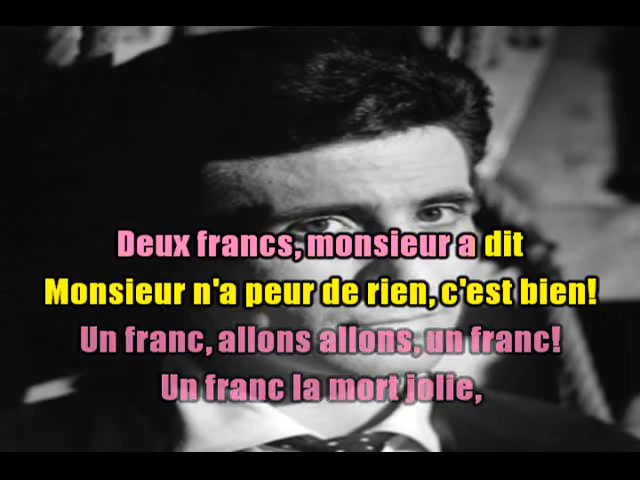 Deux francs, monsieur a dit
Monsieur n'a peur de rien, c'est bien!
Un franc, allons allons, un franc!
Un franc la mort jolie,